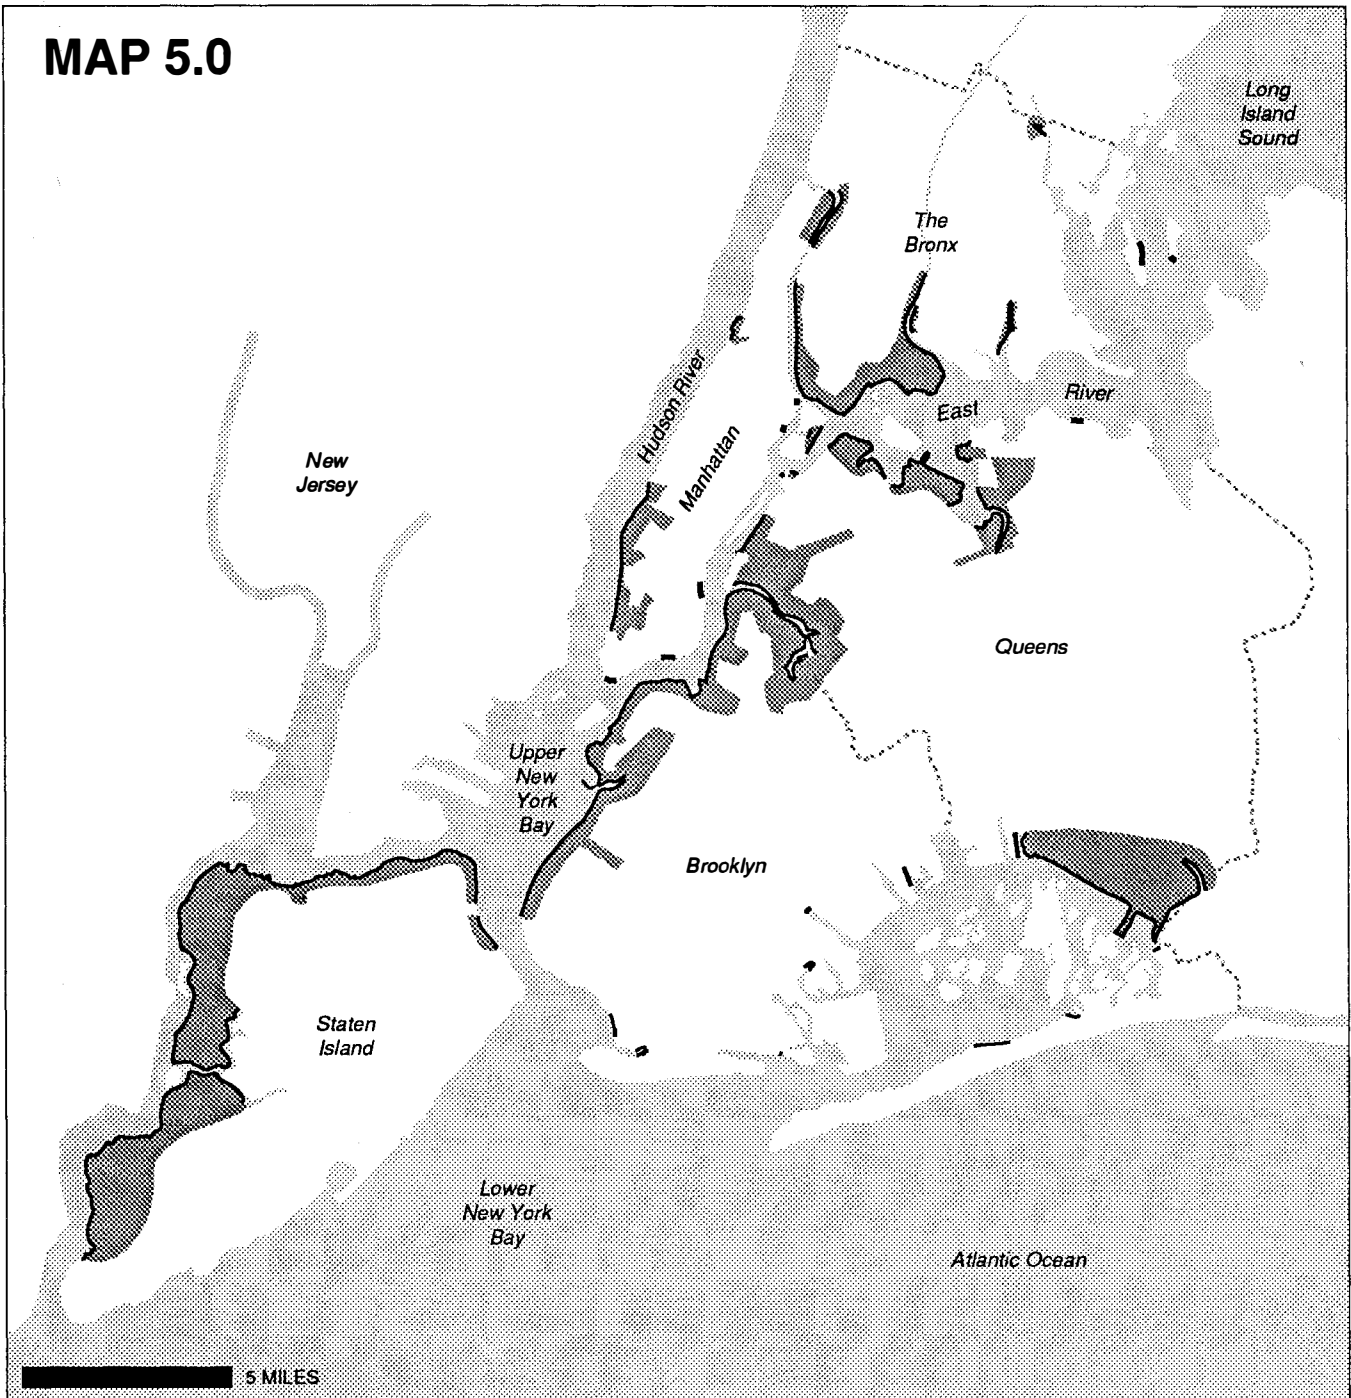 MAP 5.0
Long
Island
Sound
The
Bronx
Hudson River
East
River
Manhattan
New
Jersey
Queens
Upper
New
York
Bay
Brooklyn
Staten
Island
Lower
New York
Bay
Atlantic Ocean
5 MILES